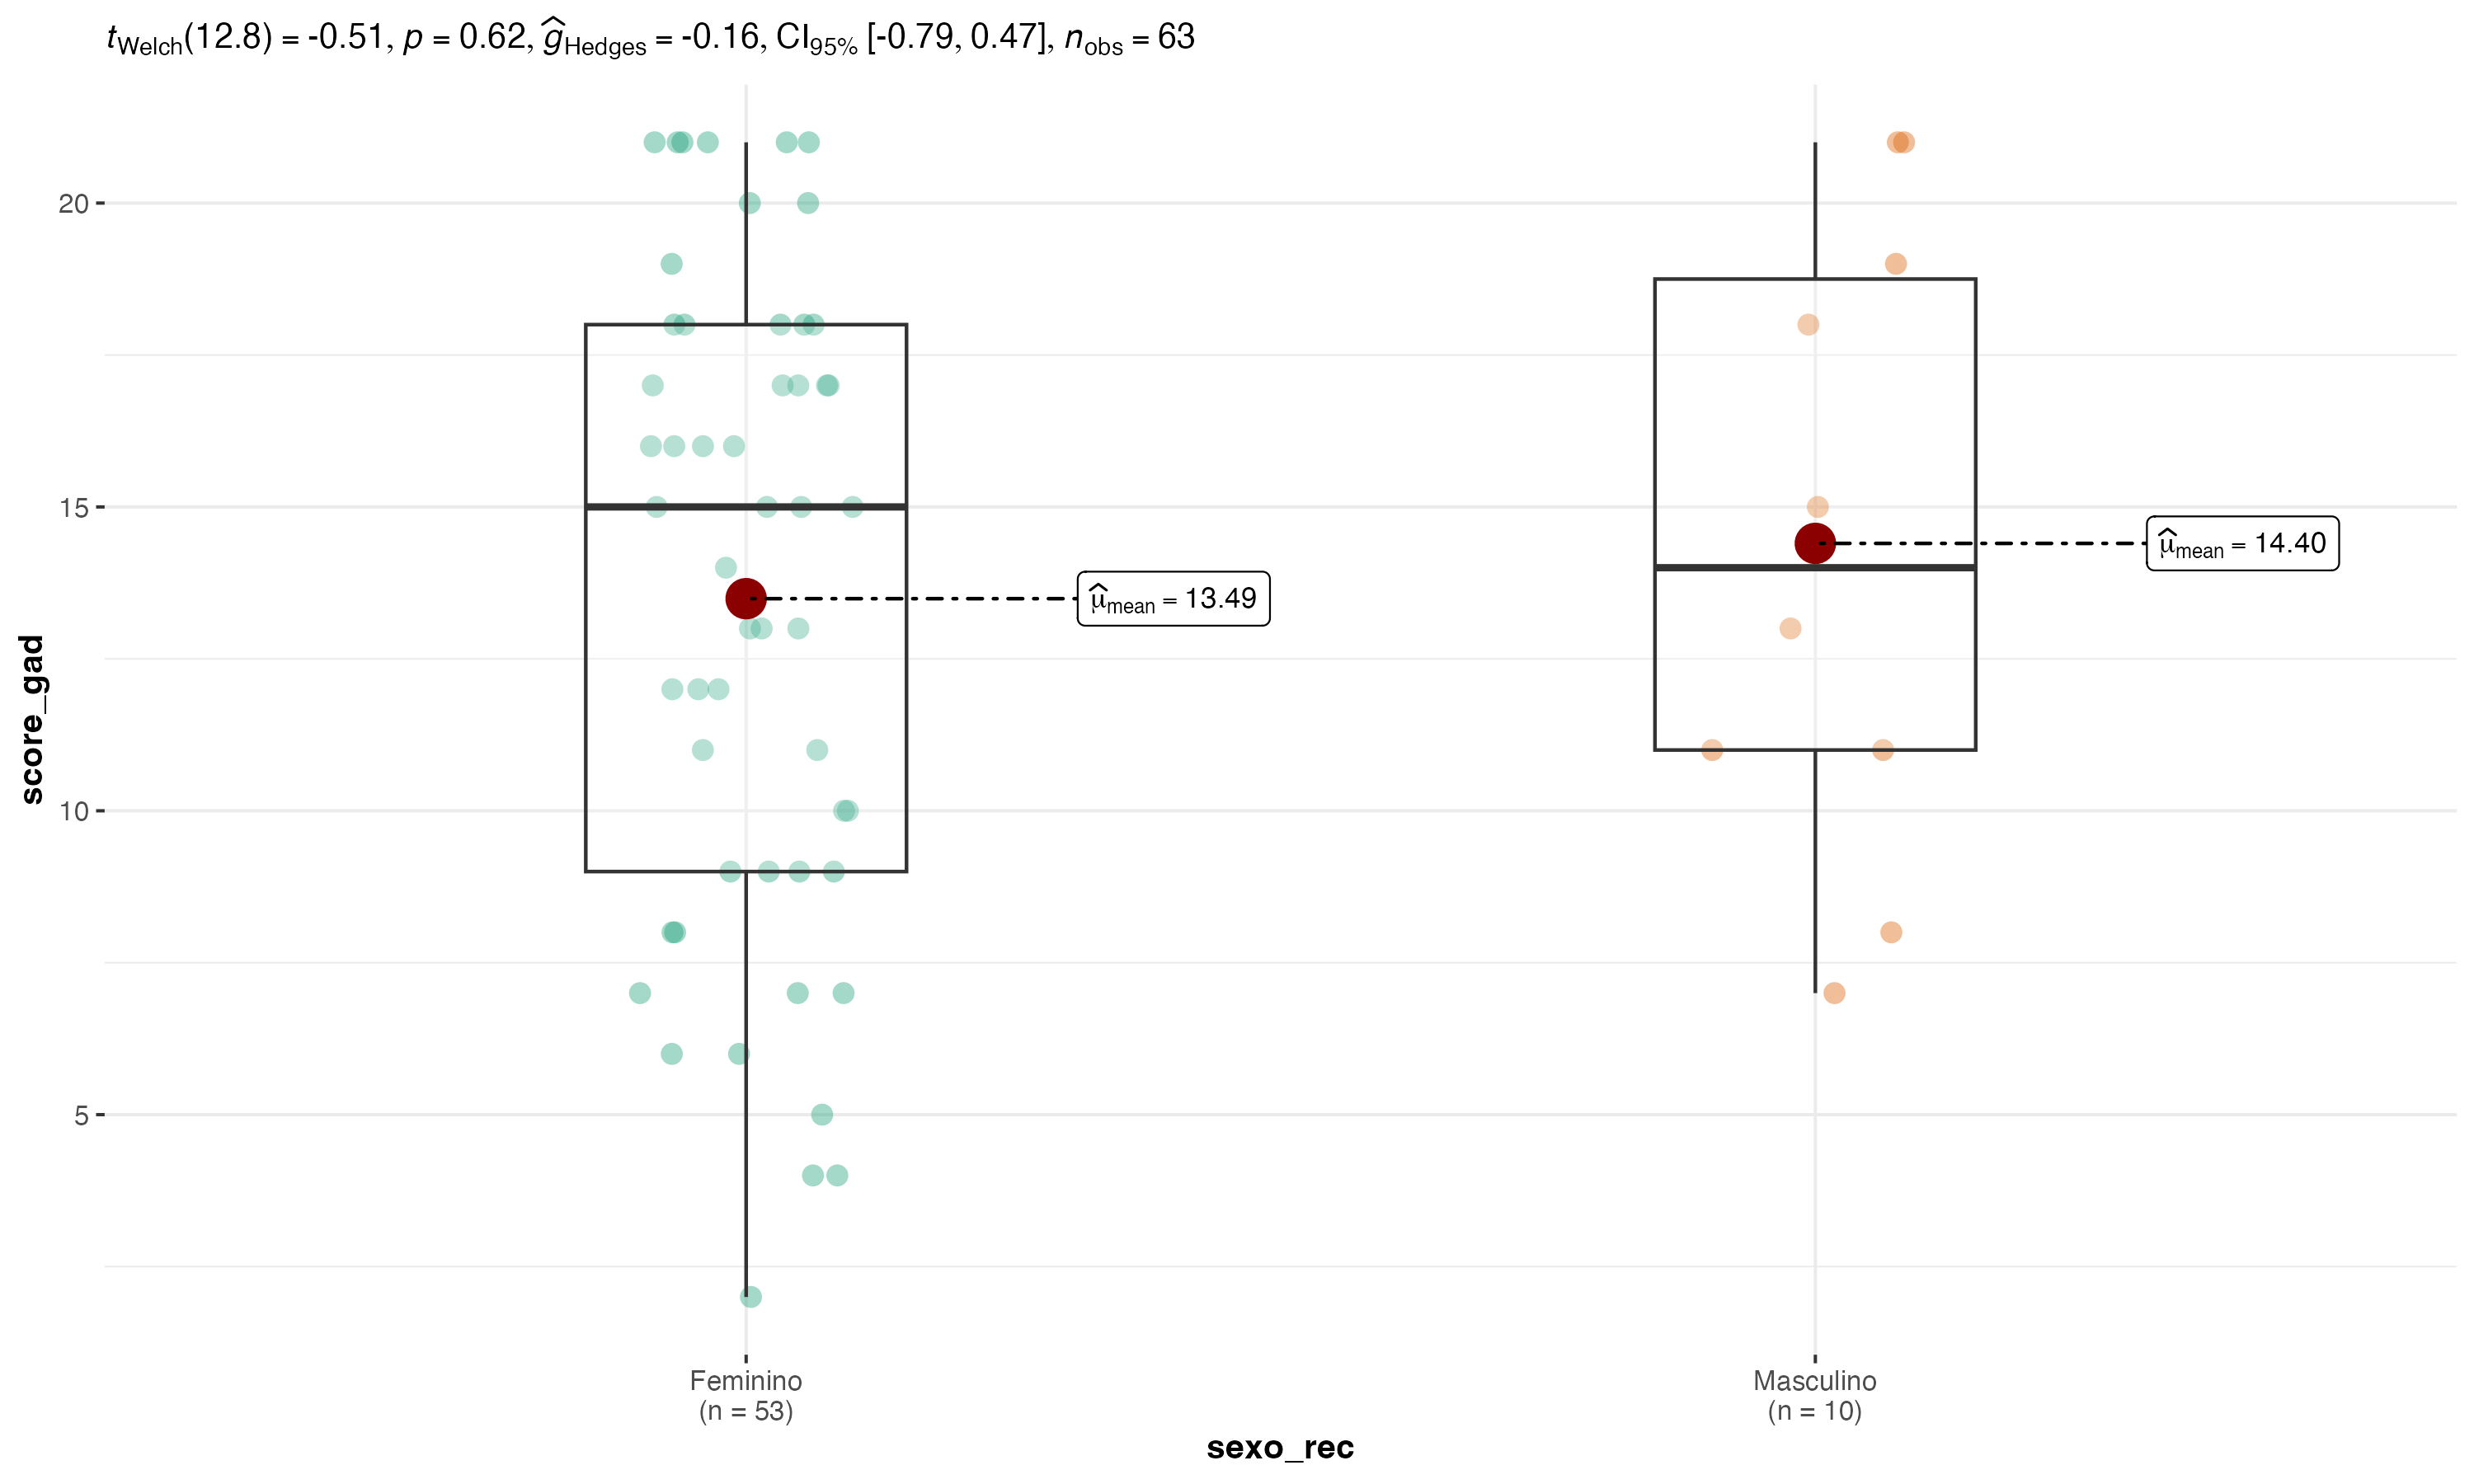 tWelch(12.8) = -0.51, p = 0.62, ĝHedges = -0.16, CI95% [-0.79, 0.47], nobs = 63
20
15
10
5
score_gad
μ̂mean = 13.49
μ̂mean = 14.40
Feminino
(n = 53)
Masculino
(n = 10)
sexo_rec